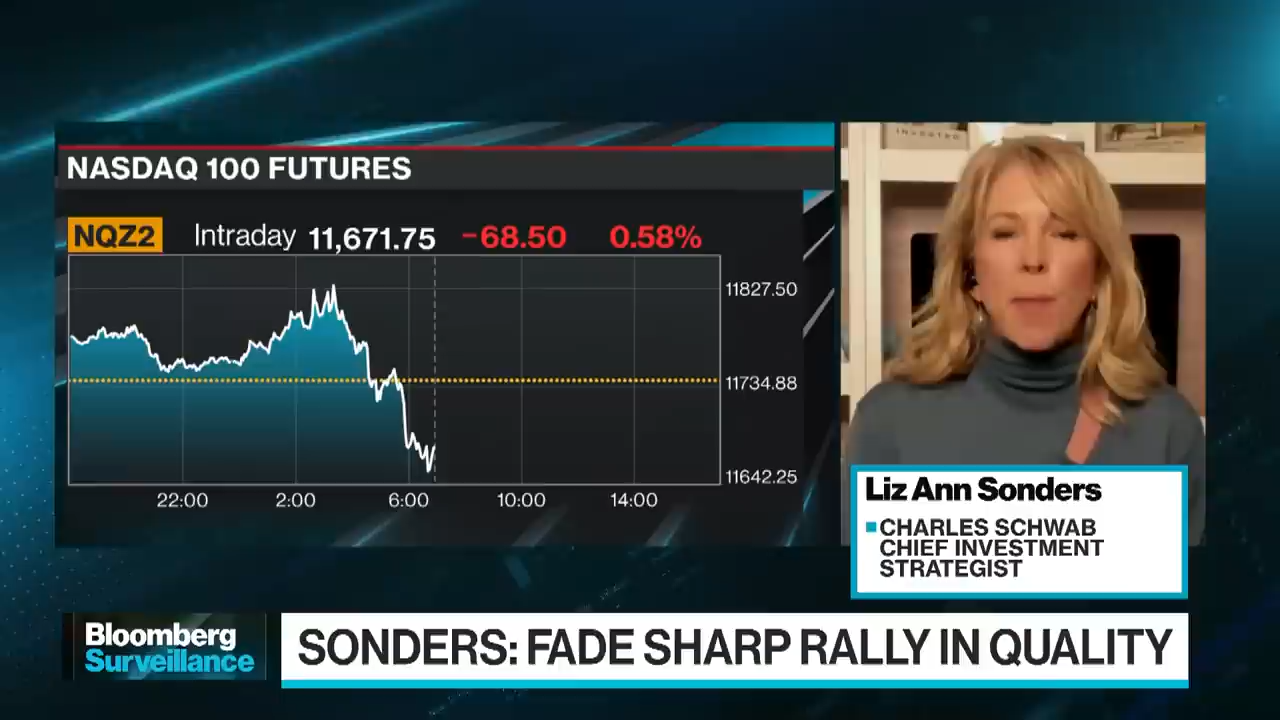 NASDAQ 100 FUTURES
NQZ2 Intraday 11,671.75 -68.50 0.58%
11827.50
11734.88
11642.25
22:00 2:00 6:00 10:00 14:00
INVESTED
Liz Ann Sonders
CHARLES SCHWAB
CHIEF INVESTMENT
STRATEGIST
Bloomberg
Surveillance
SONDERS: FADE SHARP RALLY IN QUALITY